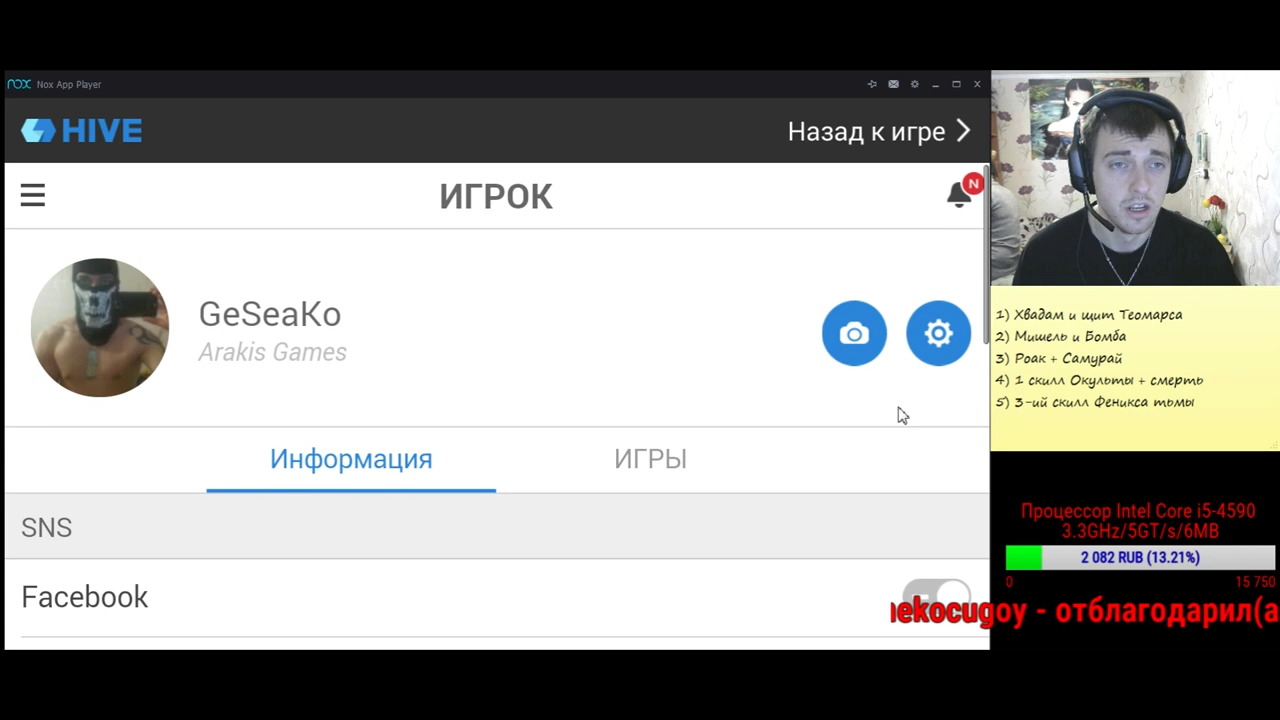 nox Nox App Player
HIVE
Назад к игре
ИГРОК
N
GeSeaKo
Arakis Games
Информация
ИГРЫ
SNS
Facebook
1) Хвадам и щит Теомарса
2) Мишель и Бомба
3) Роак + Самурай
4) 1 скилл Окульты + смерть
5) 3-ий скилл Феникса тьмы
Процессор Intel Core i5-4590
3.3GHz/5GT/s/6MB
2 082 RUB (13.21%)
0
15 750
nekocugoy - отблагодарил(а